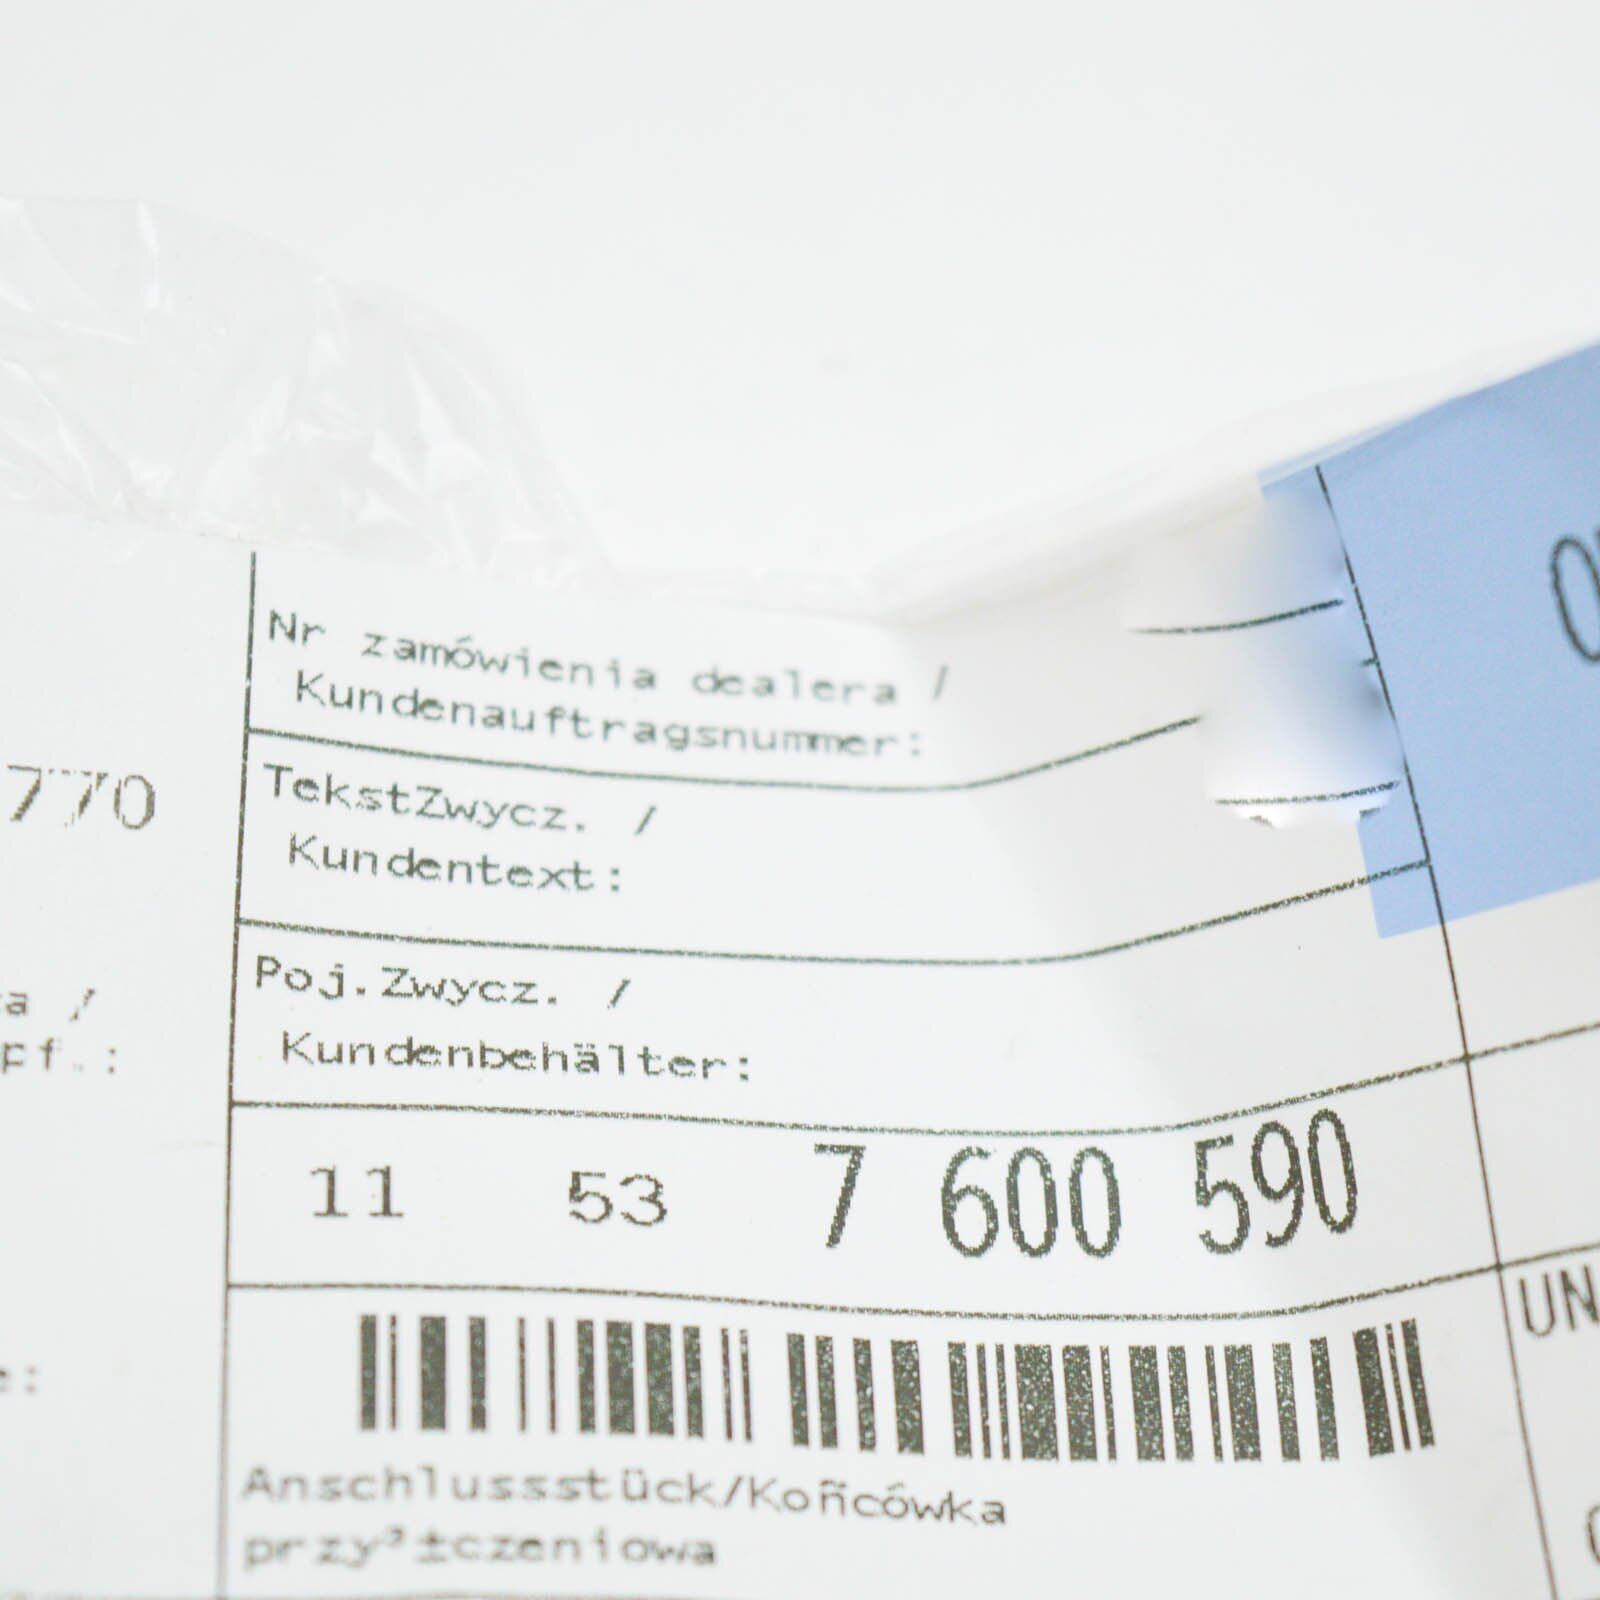 Nr zamówienia dealera /
Kundenauftragsnummer:
770
TekstZwycz. /
Kundentext:
Poj.Zwycz. /
Kundenbehälter:
11 53 7 600 590
UN
Anschlussstück/Koñcówka
przy³±czeniowa